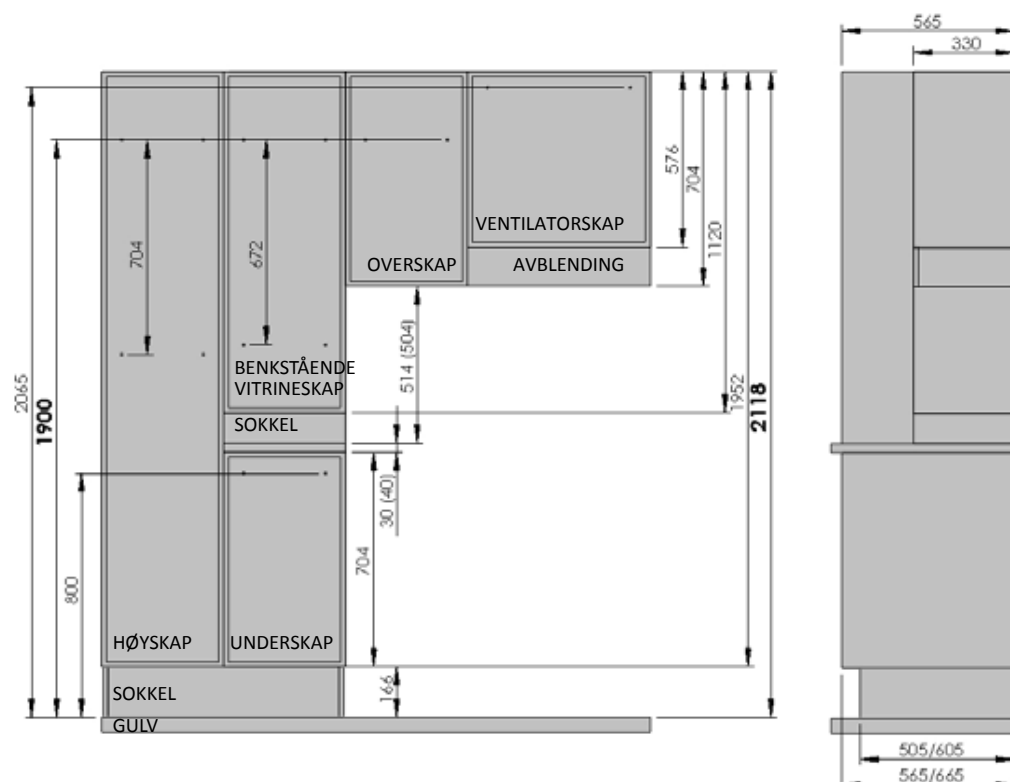 565
330
576
704
1120
VENTILATORSKAP
704
672
OVERSKAP
AVBLENDING
2065
1900
BENKSTÅENDE
VITRINESKAP
514 (504)
1952
2118
SOKKEL
30 (40)
800
704
HØYSKAP
UNDERSKAP
SOKKEL
166
GULV
505/605
565/665